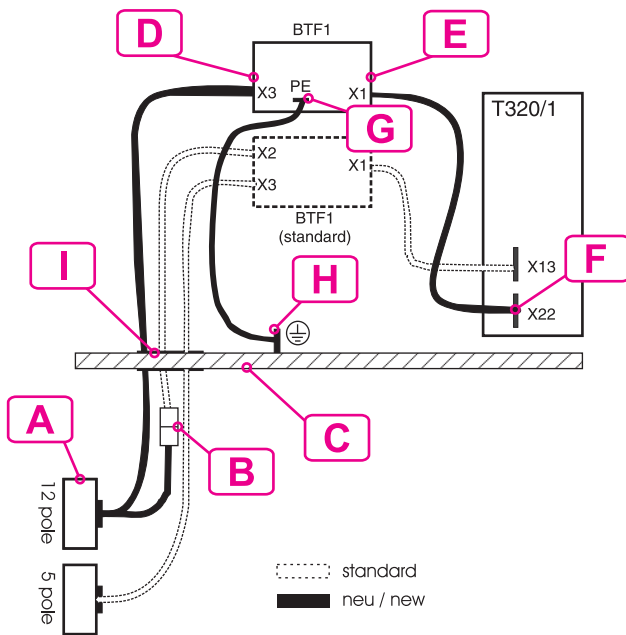 BTF1
D
E
X3
PE
X1
G
T320/1
X2
X1
X3
BTF1
(standard)
I
H
F
X13
X22
A
B
C
12 pole
5 pole
standard
neu / new